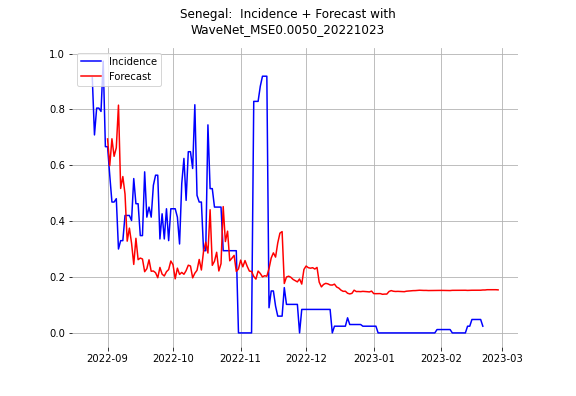 Senegal:  Incidence + Forecast with
WaveNet_MSE0.0050_20221023
Incidence
Forecast
1.0
0.8
0.6
0.4
0.2
0.0
2022-09 2022-10 2022-11 2022-12 2023-01 2023-02 2023-03